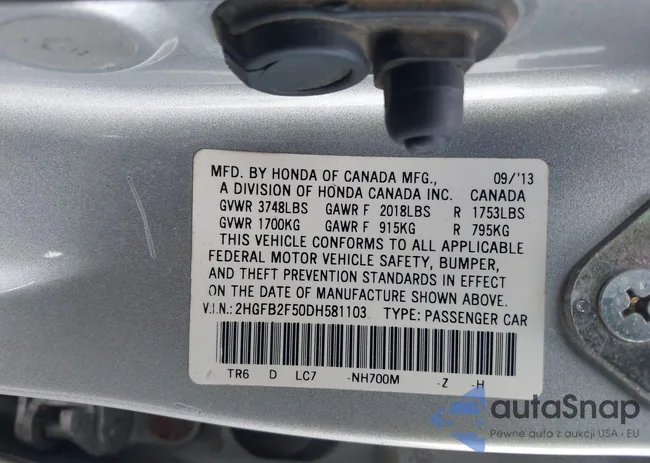 MFD. BY HONDA OF CANADA MFG., 09/'13
A DIVISION OF HONDA CANADA INC. CANADA
GVWR 3748LBS GAWR F 2018LBS R 1753LBS
GVWR 1700KG GAWR F 915KG R 795KG
THIS VEHICLE CONFORMS TO ALL APPLICABLE
FEDERAL MOTOR VEHICLE SAFETY, BUMPER,
AND THEFT PREVENTION STANDARDS IN EFFECT
ON THE DATE OF MANUFACTURE SHOWN ABOVE.
V.I.N.: 2HGFB2F50DH581103 TYPE: PASSENGER CAR
TR6 D LC7 -NH700M -Z -H
autaSnap
Pewne auta z aukcji USA i EU